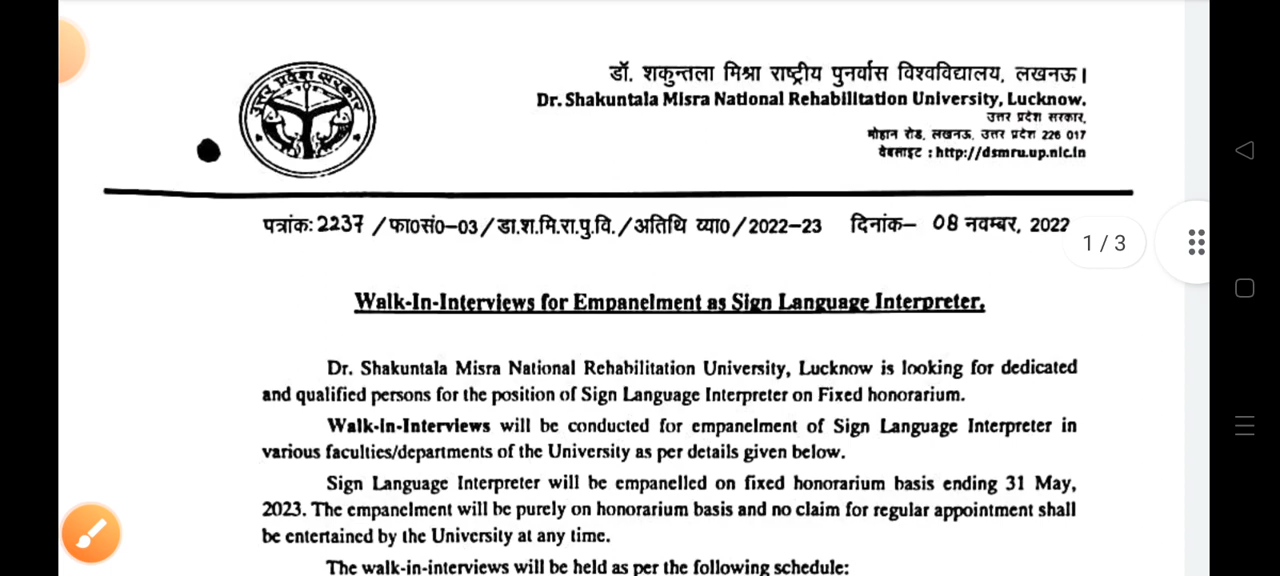 उत्तर प्रदेश सरकार
डॉ. शकुन्तला मिश्रा राष्ट्रीय पुनर्वास विश्वविद्यालय, लखनऊ।
Dr. Shakuntala Misra National Rehabilitation University, Lucknow.
उत्तर प्रदेश सरकार,
मोहान रोड, लखनऊ, उत्तर प्रदेश 226 017
वेबसाइट : http://dsmru.up.nic.in
पत्रांक: 2237 /फा0सं0-03/डा.श.मि.रा.पु.वि./अतिथि व्या0/2022-23 दिनांक- 08 नवम्बर, 2022
1 / 3
Walk-In-Interviews for Empanelment as Sign Language Interpreter.
Dr. Shakuntala Misra National Rehabilitation University, Lucknow is looking for dedicated
and qualified persons for the position of Sign Language Interpreter on Fixed honorarium.
Walk-In-Interviews will be conducted for empanelment of Sign Language Interpreter in
various faculties/departments of the University as per details given below.
Sign Language Interpreter will be empanelled on fixed honorarium basis ending 31 May,
2023. The empanelment will be purely on honorarium basis and no claim for regular appointment shall
be entertained by the University at any time.
The walk-in-interviews will be held as per the following schedule: